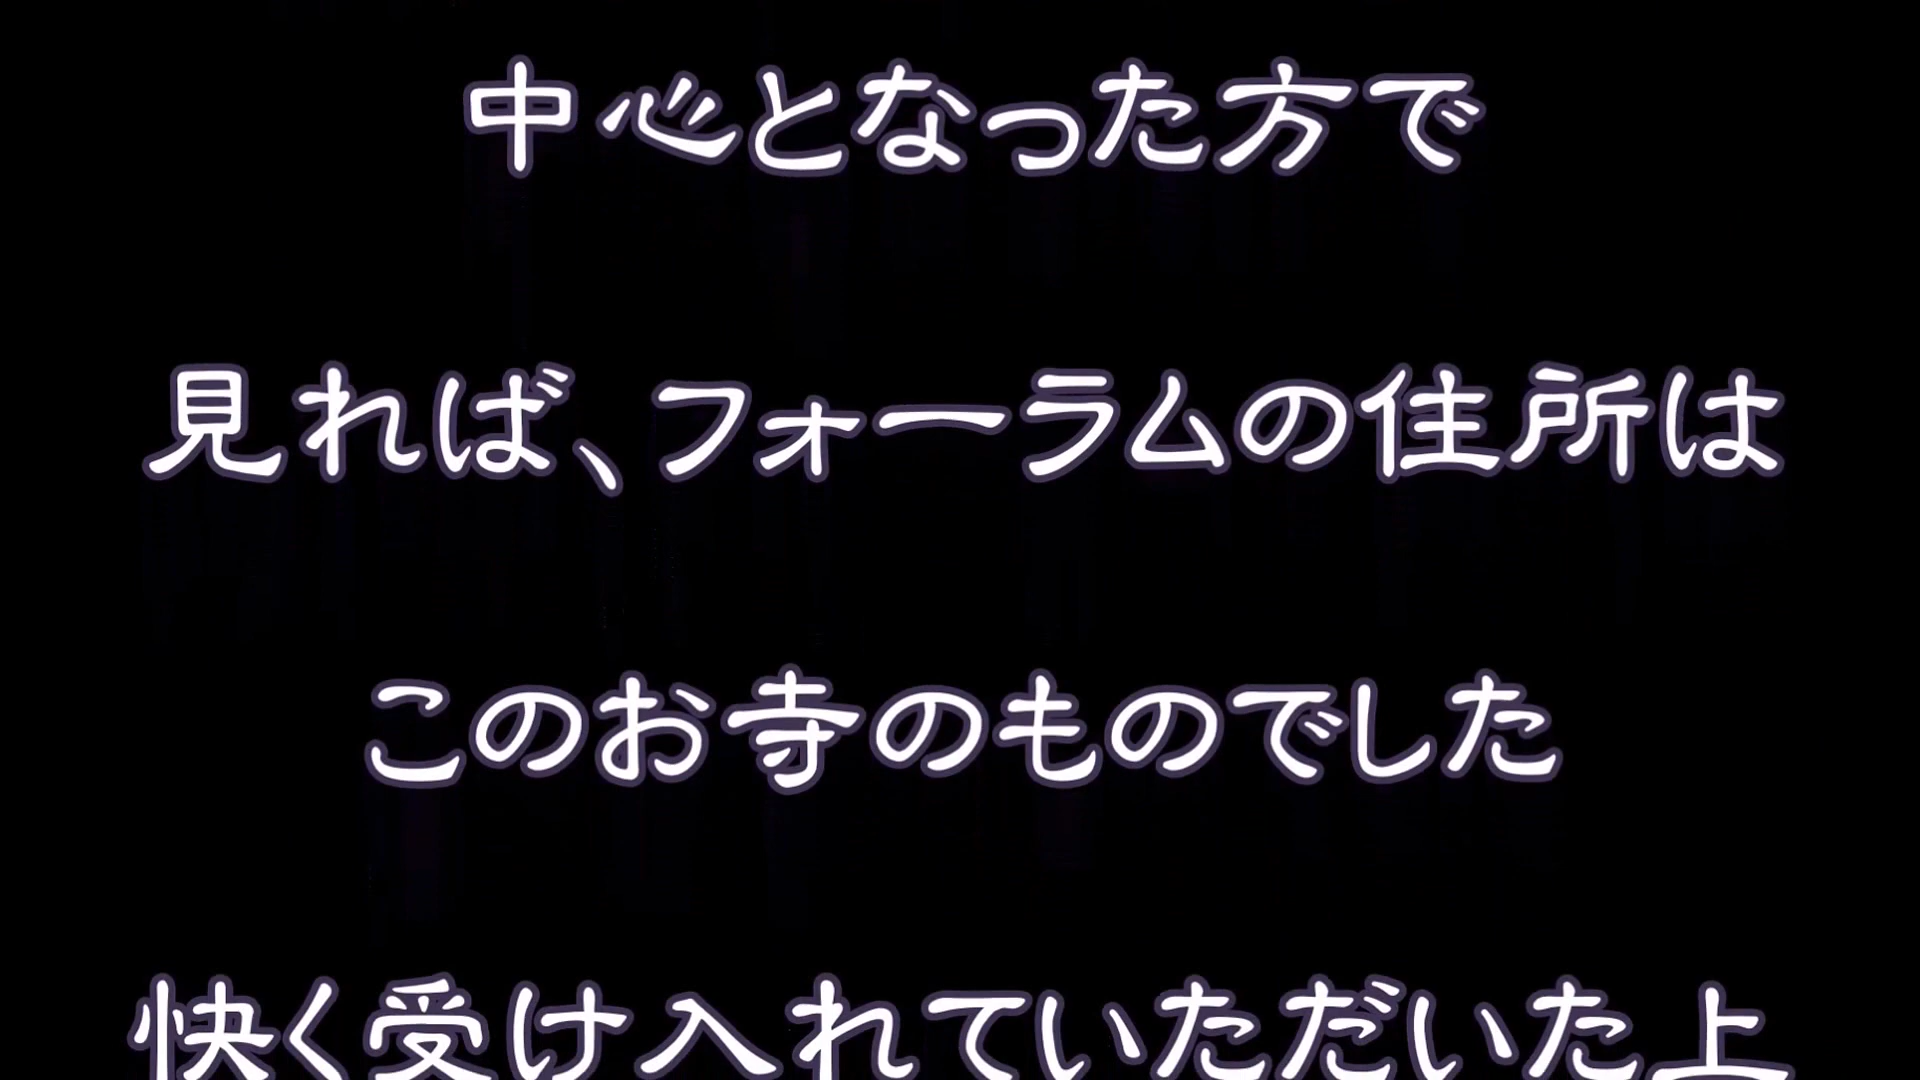 中心となった方で
見れば、フォーラムの住所は
このお寺のものでした
快く受け入れていただいた上